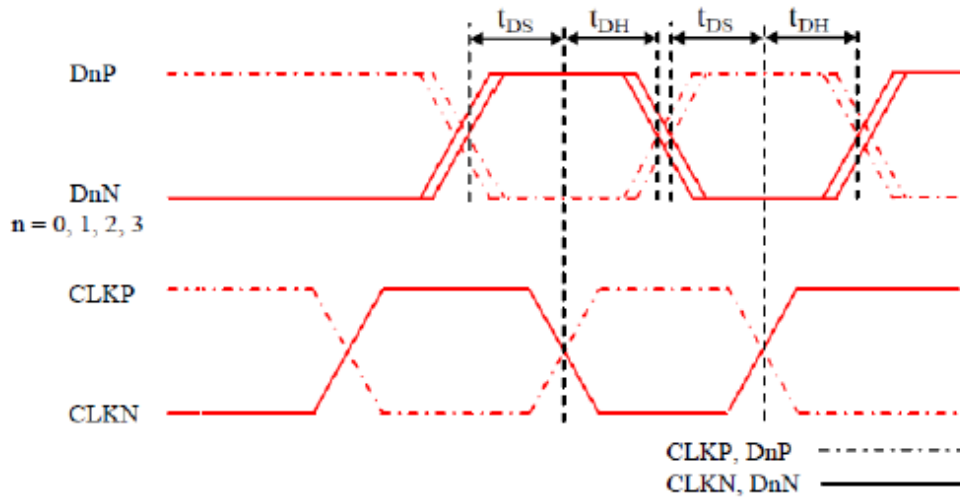 tDS tDH tDS tDH
DnP
DnN
n = 0, 1, 2, 3
CLKP
CLKN
CLKP, DnP
CLKN, DnN